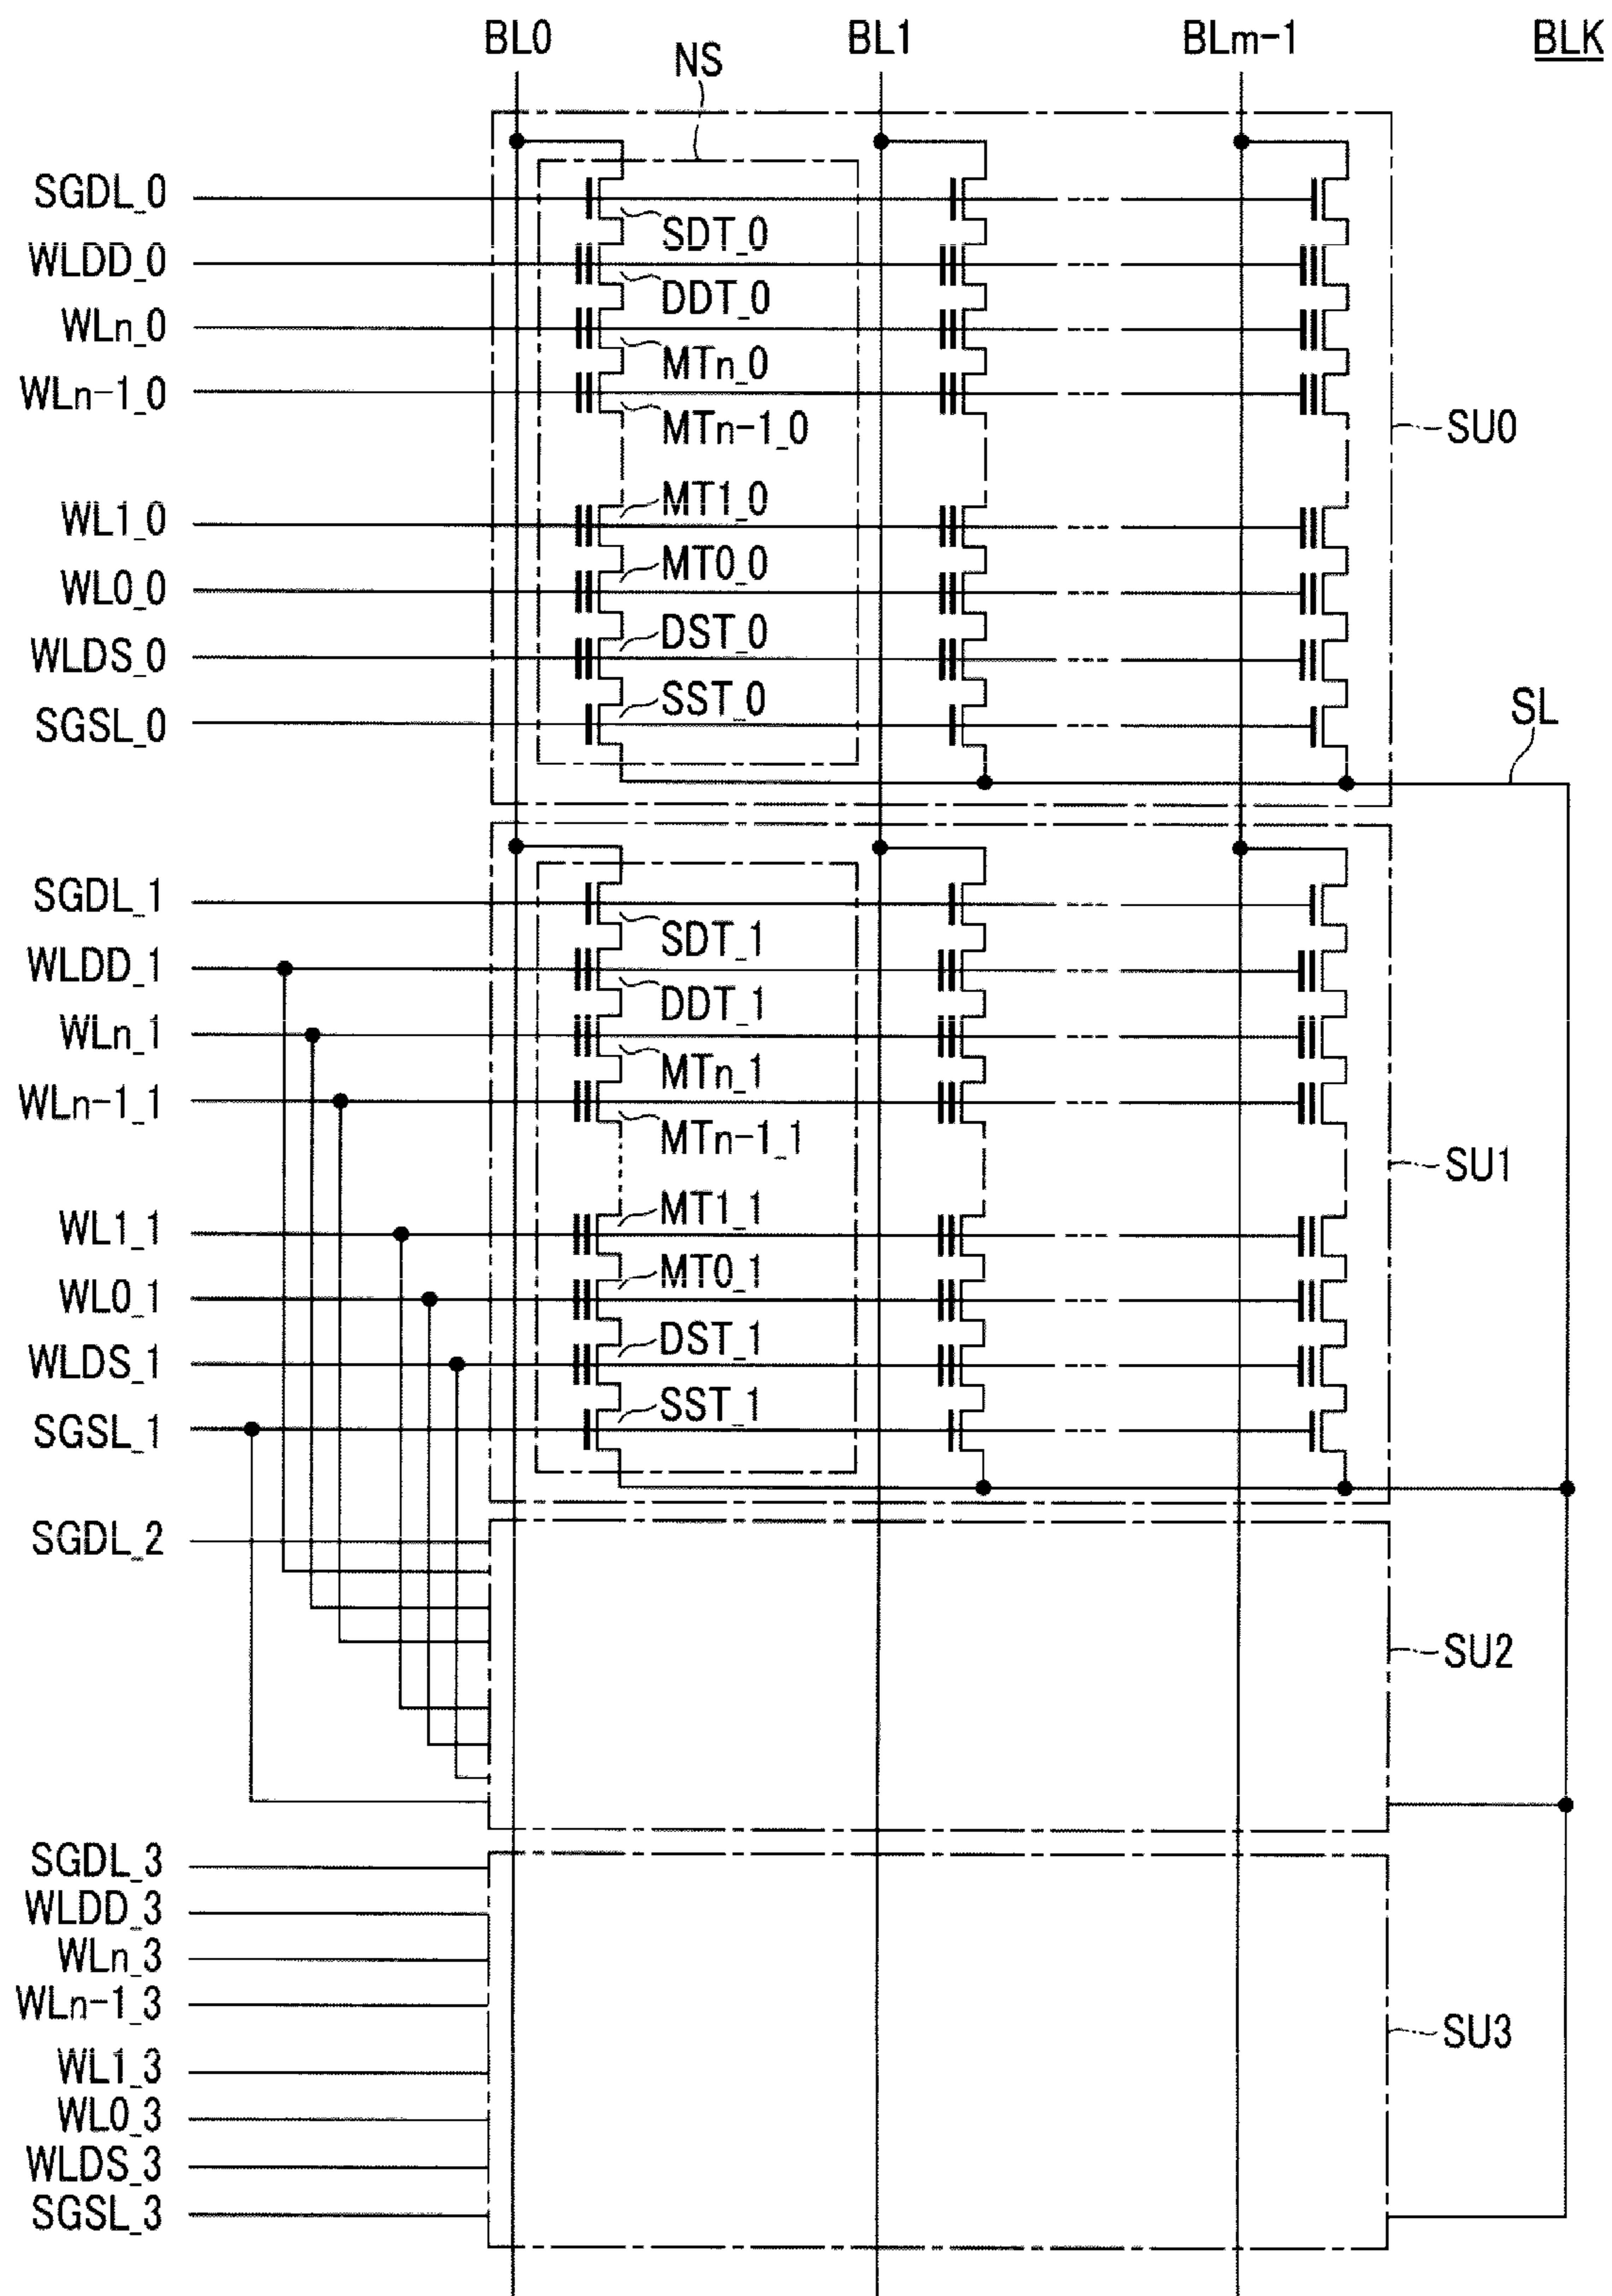 BL0 BL1 BLm-1 BLK
NS
SGDL_0
SDT_0
WLDD_0
DDT_0
WLn_0
MTn_0
WLn-1_0
MTn-1_0
SU0
WL1_0
MT1_0
WL0_0
MT0_0
WLDS_0
DST_0
SGSL_0
SST_0
SL
SGDL_1
SDT_1
WLDD_1
DDT_1
WLn_1
MTn_1
WLn-1_1
MTn-1_1
SU1
WL1_1
MT1_1
WL0_1
MT0_1
WLDS_1
DST_1
SGSL_1
SST_1
SGDL_2
SU2
SGDL_3
WLDD_3
WLn_3
WLn-1_3
SU3
WL1_3
WL0_3
WLDS_3
SGSL_3